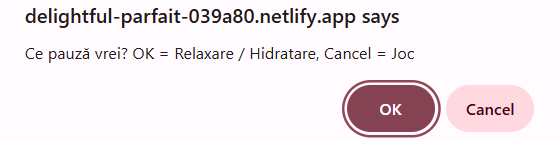 delightful-parfait-039a80.netlify.app says
Ce pauză vrei? OK = Relaxare / Hidratare, Cancel = Joc
OK
Cancel